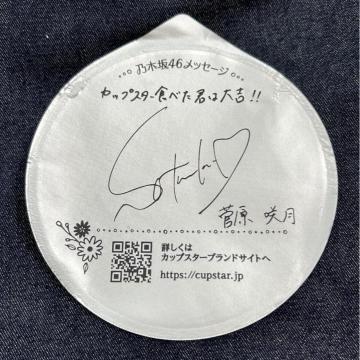 乃木坂46メッセージ
カップスター食べた君は大吉!!
菅原 咲月
詳しくは
カップスターブランドサイトへ
https://cupstar.jp